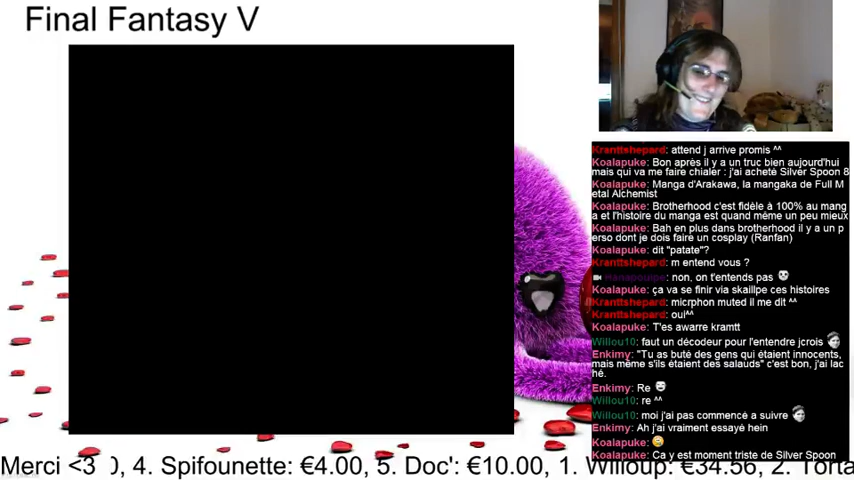 Final Fantasy V
Kranttshepard: attend j arrive promis ^^
Koalapuke: Bon après il y a un truc bien aujourd'hui
mais qui va me faire chialer : j'ai acheté Silver Spoon 8
Koalapuke: Manga d'Arakawa, la mangaka de Full M
etal Alchemist
Koalapuke: Brotherhood c'est fidèle à 100% au mang
a et l'histoire du manga est quand même un peu mieux
Koalapuke: Bah en plus dans brotherhood il y a un p
erso dont je dois faire un cosplay (Ranfan)
Koalapuke: dit "patate"?
Kranttshepard: m entend vous ?
Hanapoulpe: non, on t'entends pas
Koalapuke: ça va se finir via skaillpe ces histoires
Kranttshepard: micrphon muted il me dit ^^
Kranttshepard: oui^^
Koalapuke: T'es awarre kramtt
Willou10: faut un décodeur pour l'entendre jcrois
Enkimy: "Tu as buté des gens qui étaient innocents,
mais même s'ils étaient des salauds" c'est bon, j'ai lac
hé.
Enkimy: Re
Willou10: re ^^
Willou10: moi j'ai pas commencé a suivre
Enkimy: Ah j'ai vraiment essayé hein
Koalapuke:
Koalapuke: Ca y est moment triste de Silver Spoon
Merci <3 ), 4. Spifounette: €4.00, 5. Doc': €10.00, 1. Willoup: €34.56, 2. Torta